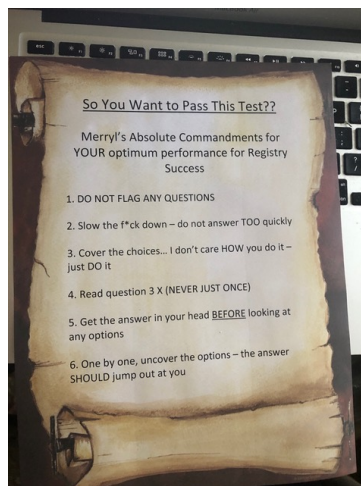 So You Want to Pass This Test??
Merryl's Absolute Commandments for
YOUR optimum performance for Registry
Success
1. DO NOT FLAG ANY QUESTIONS
2. Slow the f*ck down – do not answer TOO quickly
3. Cover the choices... I don't care HOW you do it –
just DO it
4. Read question 3 X (NEVER JUST ONCE)
5. Get the answer in your head BEFORE looking at
any options
6. One by one, uncover the options – the answer
SHOULD jump out at you